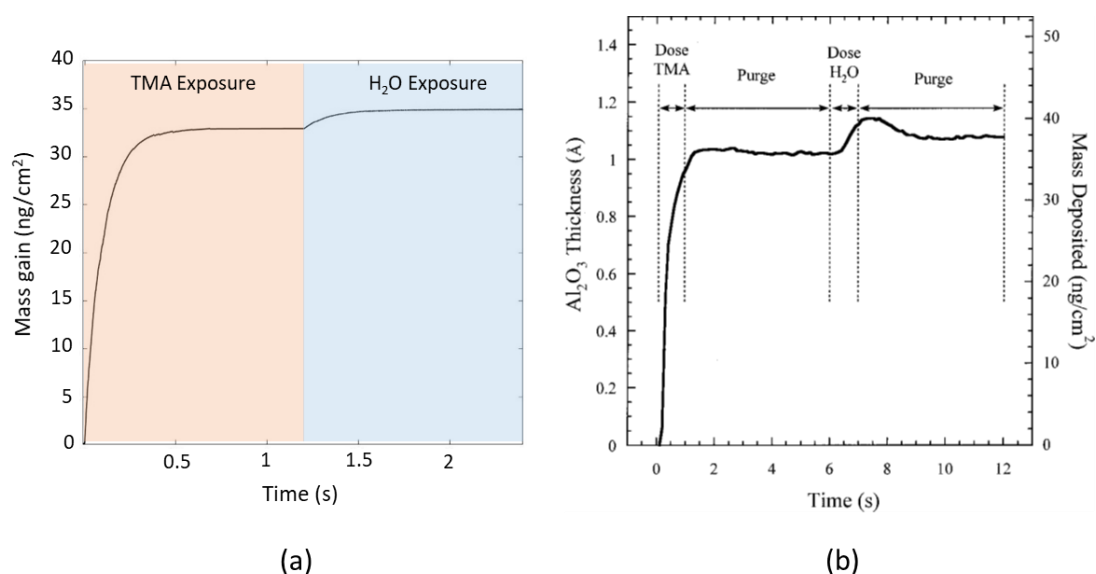 TMA Exposure
H₂O Exposure
40
35
30
25
20
15
10
5
0
Mass gain (ng/cm²)
0.5
1
1.5
2
Time (s)
(a)
Dose
TMA
Purge
Dose
H₂O
Purge
1.4
1.2
1
0.8
0.6
0.4
0.2
0
Al₂O₃ Thickness (Å)
50
40
30
20
10
0
Mass Deposited (ng/cm²)
0
2
4
6
8
10
12
Time (s)
(b)